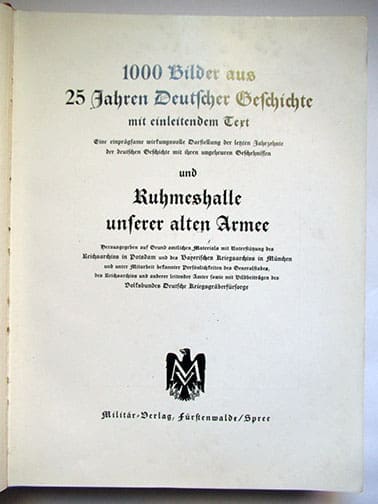 1000 Bilder aus
25 Jahren Deutscher Geschichte
mit einleitendem Text
Eine einprägsame wirkungsvolle Darstellung der letzten Jahrzehnte
der deutschen Geschichte mit ihren ungeheuren Geschehnissen
und
Ruhmeshalle
unserer alten Armee
Herausgegeben auf Grund amtlichen Materials mit Unterstützung des
Reichsarchivs in Potsdam und des Bayerischen Kriegsarchivs in München
und unter Mitarbeit bekannter Persönlichkeiten des Generalstabes,
des Reichsarchivs und anderer leitender Ämter sowie mit Bildbeiträgen des
Volksbundes Deutsche Kriegsgräberfürsorge
MV
Militär-Verlag, Fürstenwalde/Spree